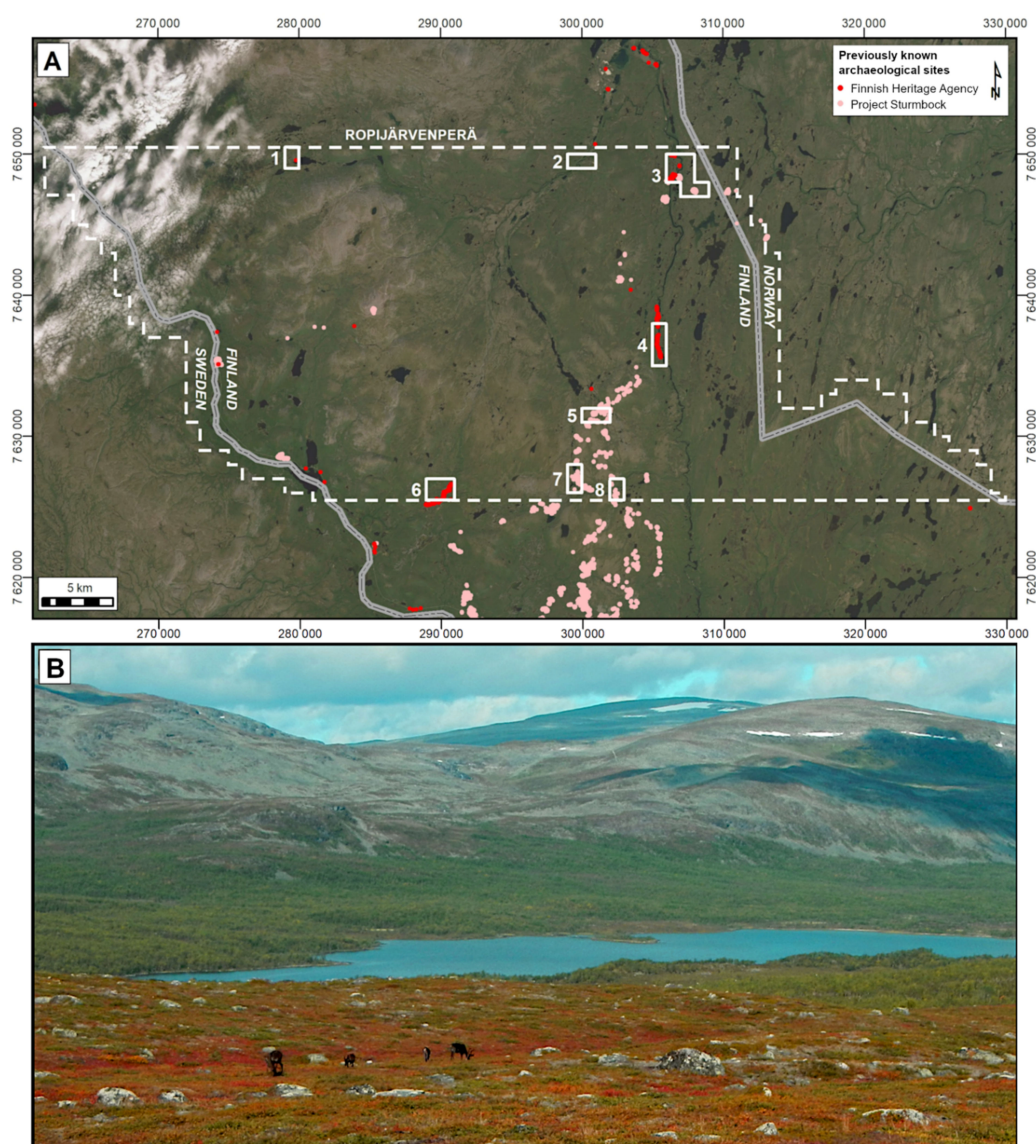 270 000 280 000 290 000 300 000 310 000 320 000 330 000
A
Previously known
archaeological sites
Finnish Heritage Agency
Project Sturmbock
N
ROPIJÄRVENPERÄ
7 650 000 7 650 000
1 2 3
7 640 000 7 640 000
FINLAND NORWAY
4
FINLAND
SWEDEN
5
7 630 000 7 630 000
6 7 8
7 620 000 7 620 000
5 km
270 000 280 000 290 000 300 000 310 000 320 000 330 000
B